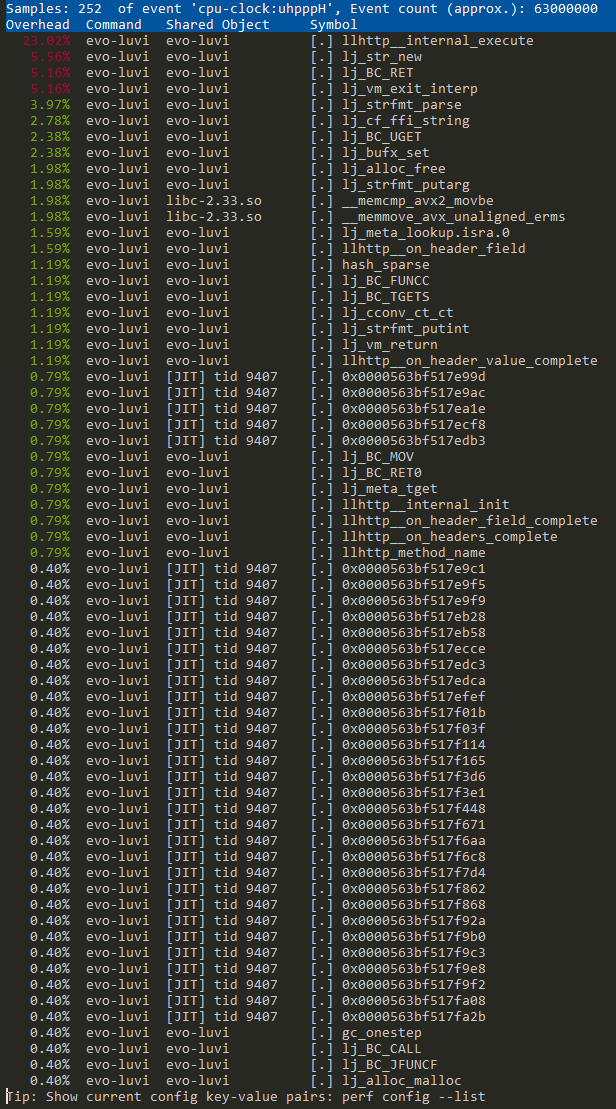 Samples: 252  of event 'cpu-clock:uhpppH', Event count (approx.): 63000000
Overhead  Command   Shared Object     Symbol
23.02%  evo-luvi  evo-luvi          [.] llhttp__internal_execute
5.56%  evo-luvi  evo-luvi          [.] lj_str_new
5.16%  evo-luvi  evo-luvi          [.] lj_BC_RET
5.16%  evo-luvi  evo-luvi          [.] lj_vm_exit_interp
3.97%  evo-luvi  evo-luvi          [.] lj_strfmt_parse
2.78%  evo-luvi  evo-luvi          [.] lj_cf_ffi_string
2.38%  evo-luvi  evo-luvi          [.] lj_BC_UGET
2.38%  evo-luvi  evo-luvi          [.] lj_bufx_set
1.98%  evo-luvi  evo-luvi          [.] lj_alloc_free
1.98%  evo-luvi  evo-luvi          [.] lj_strfmt_putarg
1.98%  evo-luvi  libc-2.33.so      [.] __memcmp_avx2_movbe
1.98%  evo-luvi  libc-2.33.so      [.] __memmove_avx_unaligned_erms
1.59%  evo-luvi  evo-luvi          [.] lj_meta_lookup.isra.0
1.59%  evo-luvi  evo-luvi          [.] llhttp__on_header_field
1.19%  evo-luvi  evo-luvi          [.] hash_sparse
1.19%  evo-luvi  evo-luvi          [.] lj_BC_FUNCC
1.19%  evo-luvi  evo-luvi          [.] lj_BC_TGETS
1.19%  evo-luvi  evo-luvi          [.] lj_cconv_ct_ct
1.19%  evo-luvi  evo-luvi          [.] lj_strfmt_putint
1.19%  evo-luvi  evo-luvi          [.] lj_vm_return
1.19%  evo-luvi  evo-luvi          [.] llhttp__on_header_value_complete
0.79%  evo-luvi  [JIT] tid 9407    [.] 0x0000563bf517e99d
0.79%  evo-luvi  [JIT] tid 9407    [.] 0x0000563bf517e9ac
0.79%  evo-luvi  [JIT] tid 9407    [.] 0x0000563bf517ea1e
0.79%  evo-luvi  [JIT] tid 9407    [.] 0x0000563bf517ecf8
0.79%  evo-luvi  [JIT] tid 9407    [.] 0x0000563bf517edb3
0.79%  evo-luvi  evo-luvi          [.] lj_BC_MOV
0.79%  evo-luvi  evo-luvi          [.] lj_BC_RET0
0.79%  evo-luvi  evo-luvi          [.] lj_meta_tget
0.79%  evo-luvi  evo-luvi          [.] llhttp__internal_init
0.79%  evo-luvi  evo-luvi          [.] llhttp__on_header_field_complete
0.79%  evo-luvi  evo-luvi          [.] llhttp__on_headers_complete
0.79%  evo-luvi  evo-luvi          [.] llhttp_method_name
0.40%  evo-luvi  [JIT] tid 9407    [.] 0x0000563bf517e9c1
0.40%  evo-luvi  [JIT] tid 9407    [.] 0x0000563bf517e9f5
0.40%  evo-luvi  [JIT] tid 9407    [.] 0x0000563bf517e9f9
0.40%  evo-luvi  [JIT] tid 9407    [.] 0x0000563bf517eb28
0.40%  evo-luvi  [JIT] tid 9407    [.] 0x0000563bf517eb58
0.40%  evo-luvi  [JIT] tid 9407    [.] 0x0000563bf517ecce
0.40%  evo-luvi  [JIT] tid 9407    [.] 0x0000563bf517edc3
0.40%  evo-luvi  [JIT] tid 9407    [.] 0x0000563bf517edca
0.40%  evo-luvi  [JIT] tid 9407    [.] 0x0000563bf517efef
0.40%  evo-luvi  [JIT] tid 9407    [.] 0x0000563bf517f01b
0.40%  evo-luvi  [JIT] tid 9407    [.] 0x0000563bf517f03f
0.40%  evo-luvi  [JIT] tid 9407    [.] 0x0000563bf517f114
0.40%  evo-luvi  [JIT] tid 9407    [.] 0x0000563bf517f165
0.40%  evo-luvi  [JIT] tid 9407    [.] 0x0000563bf517f3d6
0.40%  evo-luvi  [JIT] tid 9407    [.] 0x0000563bf517f3e1
0.40%  evo-luvi  [JIT] tid 9407    [.] 0x0000563bf517f448
0.40%  evo-luvi  [JIT] tid 9407    [.] 0x0000563bf517f671
0.40%  evo-luvi  [JIT] tid 9407    [.] 0x0000563bf517f6aa
0.40%  evo-luvi  [JIT] tid 9407    [.] 0x0000563bf517f6c8
0.40%  evo-luvi  [JIT] tid 9407    [.] 0x0000563bf517f7d4
0.40%  evo-luvi  [JIT] tid 9407    [.] 0x0000563bf517f862
0.40%  evo-luvi  [JIT] tid 9407    [.] 0x0000563bf517f868
0.40%  evo-luvi  [JIT] tid 9407    [.] 0x0000563bf517f92a
0.40%  evo-luvi  [JIT] tid 9407    [.] 0x0000563bf517f9b0
0.40%  evo-luvi  [JIT] tid 9407    [.] 0x0000563bf517f9c3
0.40%  evo-luvi  [JIT] tid 9407    [.] 0x0000563bf517f9e8
0.40%  evo-luvi  [JIT] tid 9407    [.] 0x0000563bf517f9f2
0.40%  evo-luvi  [JIT] tid 9407    [.] 0x0000563bf517fa08
0.40%  evo-luvi  [JIT] tid 9407    [.] 0x0000563bf517fa2b
0.40%  evo-luvi  evo-luvi          [.] gc_onestep
0.40%  evo-luvi  evo-luvi          [.] lj_BC_CALL
0.40%  evo-luvi  evo-luvi          [.] lj_BC_JFUNCF
0.40%  evo-luvi  evo-luvi          [.] lj_alloc_malloc
Tip: Show current config key-value pairs: perf config --list